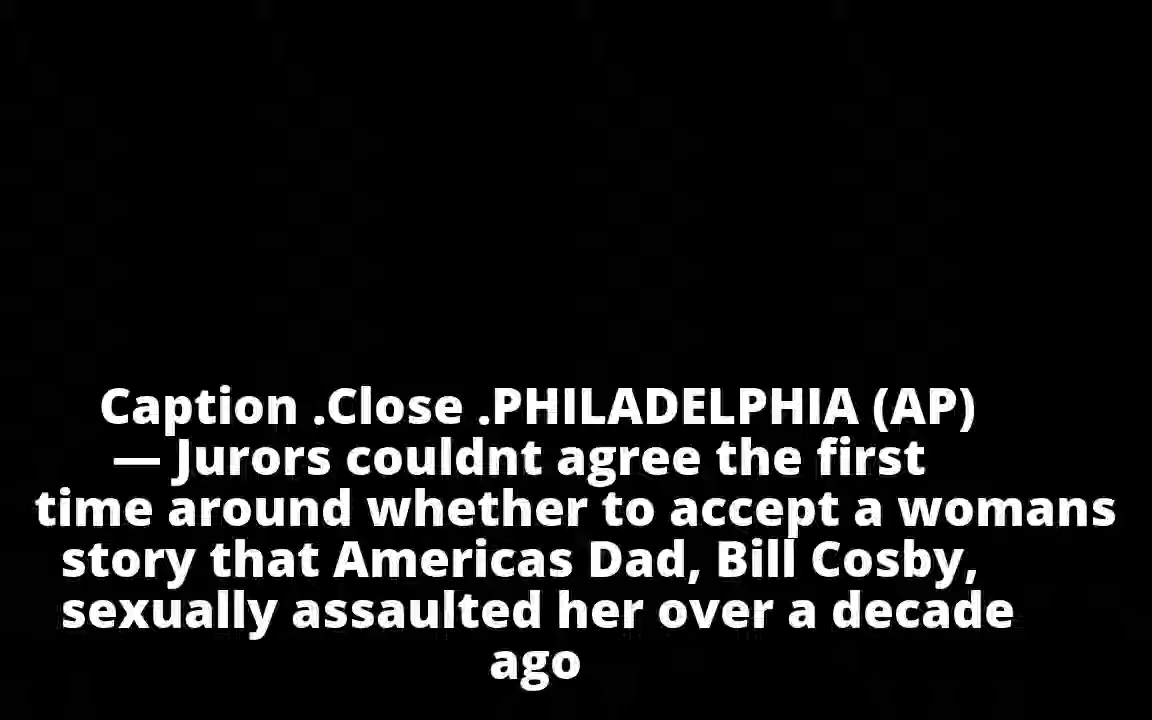 Caption .Close .PHILADELPHIA (AP)
— Jurors couldnt agree the first
time around whether to accept a womans
story that Americas Dad, Bill Cosby,
sexually assaulted her over a decade
ago